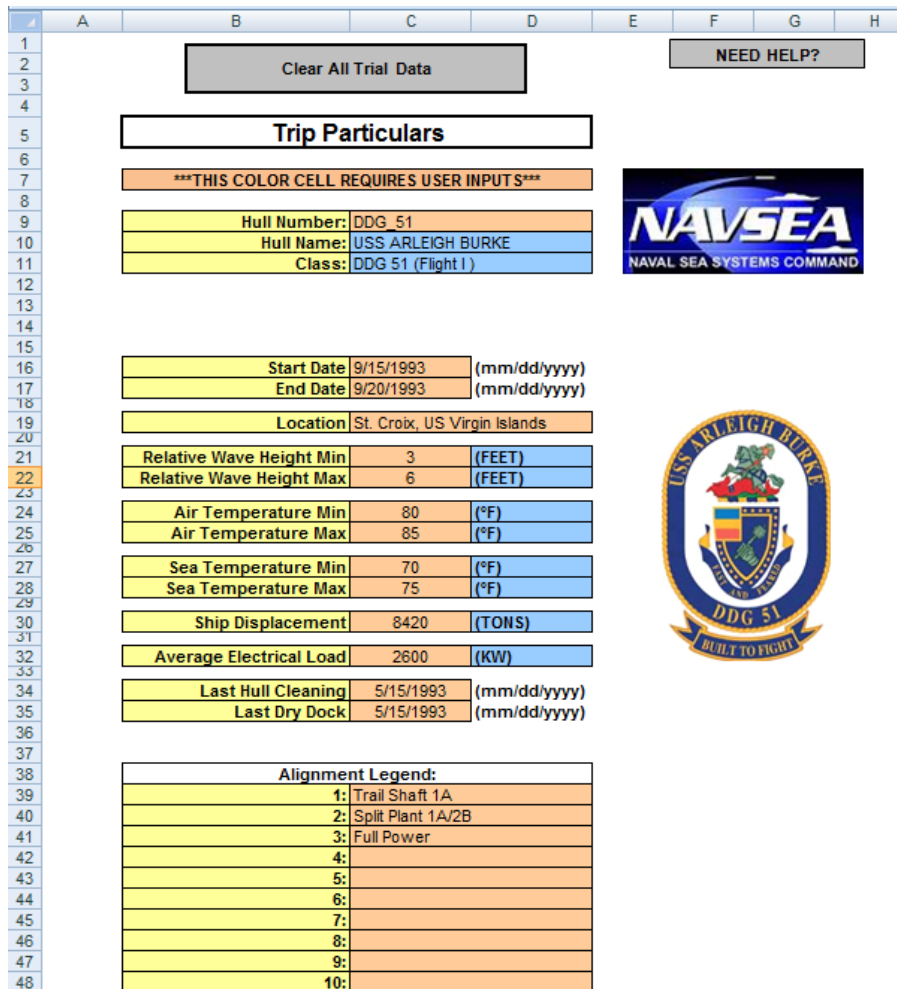 A B C D E F G H
1
2 Clear All Trial Data NEED HELP?
3
4
5 Trip Particulars
6
7 ***THIS COLOR CELL REQUIRES USER INPUTS***
8
9 Hull Number: DDG_51
10 Hull Name: USS ARLEIGH BURKE
11 Class: DDG 51 (Flight I )
NAVSEA
NAVAL SEA SYSTEMS COMMAND
12
13
14
15
16 Start Date 9/15/1993 (mm/dd/yyyy)
17 End Date 9/20/1993 (mm/dd/yyyy)
18
19 Location St. Croix, US Virgin Islands
20
21 Relative Wave Height Min 3 (FEET)
22 Relative Wave Height Max 6 (FEET)
23
24 Air Temperature Min 80 (°F)
25 Air Temperature Max 85 (°F)
26
27 Sea Temperature Min 70 (°F)
28 Sea Temperature Max 75 (°F)
29
30 Ship Displacement 8420 (TONS)
31
32 Average Electrical Load 2600 (KW)
33
34 Last Hull Cleaning 5/15/1993 (mm/dd/yyyy)
35 Last Dry Dock 5/15/1993 (mm/dd/yyyy)
USS ARLEIGH BURKE
FAST AND FEARED
DDG 51
BUILT TO FIGHT
36
37
38 Alignment Legend:
39 1: Trail Shaft 1A
40 2: Split Plant 1A/2B
41 3: Full Power
42 4:
43 5:
44 6:
45 7:
46 8:
47 9:
48 10: